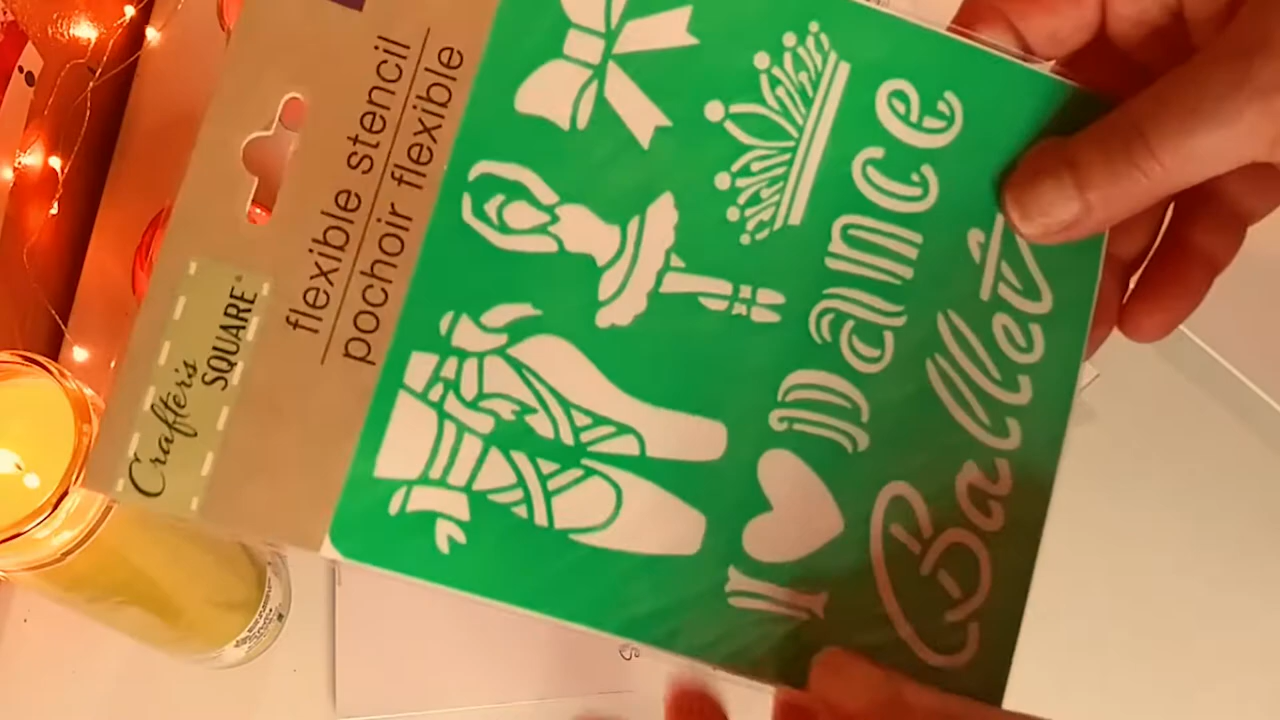 Crafter's
SQUARE
flexible stencil
pochoir flexible
I Dance
Ballet